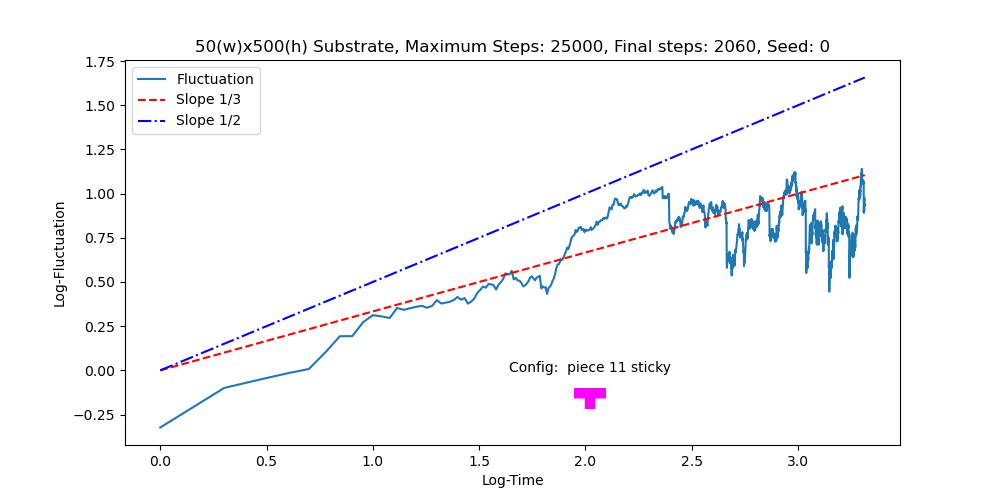 50(w)x500(h) Substrate, Maximum Steps: 25000, Final steps: 2060, Seed: 0
1.75
1.50
1.25
1.00
0.75
0.50
0.25
0.00
−0.25
Log-Fluctuation
Fluctuation
Slope 1/3
Slope 1/2
Config:  piece 11 sticky
0.0 0.5 1.0 1.5 2.0 2.5 3.0
Log-Time